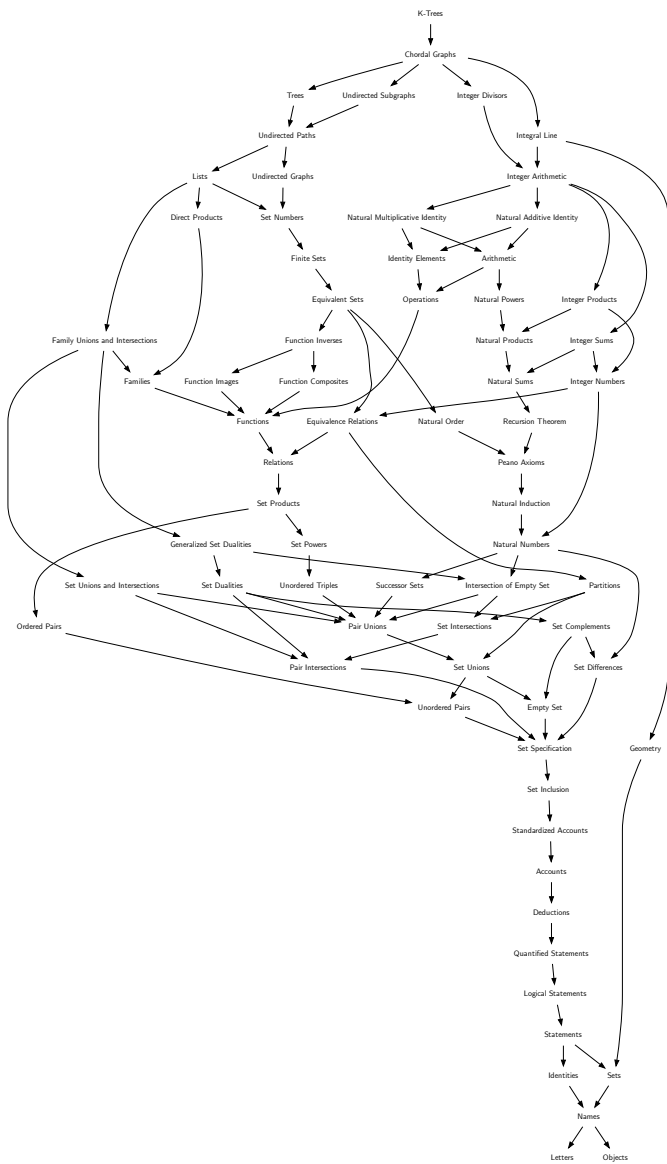 K-Trees
Chordal Graphs
Trees Undirected Subgraphs Integer Divisors
Undirected Paths Integral Line
Lists Undirected Graphs Integer Arithmetic
Direct Products Set Numbers Natural Multiplicative Identity Natural Additive Identity
Finite Sets Identity Elements Arithmetic
Equivalent Sets Operations Natural Powers Integer Products
Family Unions and Intersections Function Inverses Natural Products Integer Sums
Families Function Images Function Composites Natural Sums Integer Numbers
Functions Equivalence Relations Natural Order Recursion Theorem
Relations Peano Axioms
Set Products Natural Induction
Generalized Set Dualities Set Powers Natural Numbers
Set Unions and Intersections Set Dualities Unordered Triples Successor Sets Intersection of Empty Set Partitions
Ordered Pairs Pair Unions Set Intersections Set Complements
Pair Intersections Set Unions Set Differences
Unordered Pairs Empty Set
Set Specification Geometry
Set Inclusion
Standardized Accounts
Accounts
Deductions
Quantified Statements
Logical Statements
Statements
Identities Sets
Names
Letters Objects